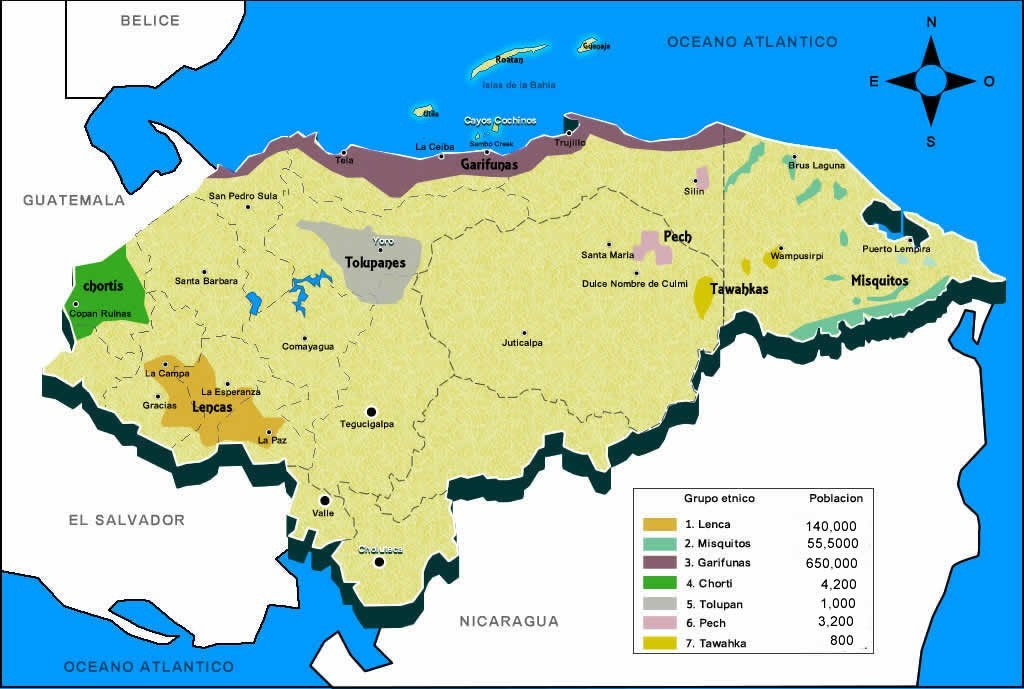 BELICE
N
OCEANO ATLANTICO
Guanaja
Roatan
E
O
Islas de la Bahia
Utila
Cayos Cochinos
S
La Ceiba
Sambo Creek
Trujillo
Tela
Garifunas
Brus Laguna
GUATEMALA
San Pedro Sula
Silin
Yoro
Pech
Tolupanes
Santa Maria
Puerto Lempira
Wampusirpi
Santa Barbara
Dulce Nombre de Culmi
Misquitos
chortis
Tawahkas
Copan Ruinas
Comayagua
Juticalpa
La Campa
La Esperanza
Gracias
Lencas
Tegucigalpa
La Paz
Valle
EL SALVADOR
Choluteca
NICARAGUA
OCEANO ATLANTICO
Grupo etnico Poblacion
1. Lenca 140,000
2. Misquitos 55,5000
3. Garifunas 650,000
4. Chorti 4,200
5. Tolupan 1,000
6. Pech 3,200
7. Tawahka 800